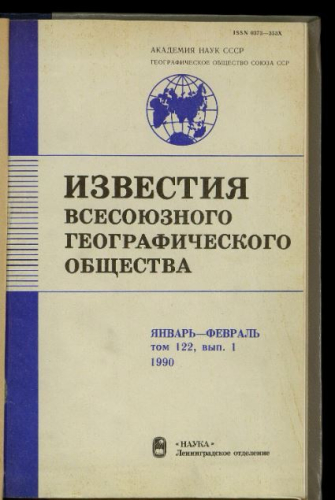 ISSN 0373—353X
АКАДЕМИЯ НАУК СССР
ГЕОГРАФИЧЕСКОЕ ОБЩЕСТВО СОЮЗА ССР
ИЗВЕСТИЯ
ВСЕСОЮЗНОГО
ГЕОГРАФИЧЕСКОГО
ОБЩЕСТВА
ЯНВАРЬ—ФЕВРАЛЬ
том 122, вып. 1
1990
«НАУКА»
Ленинградское отделение